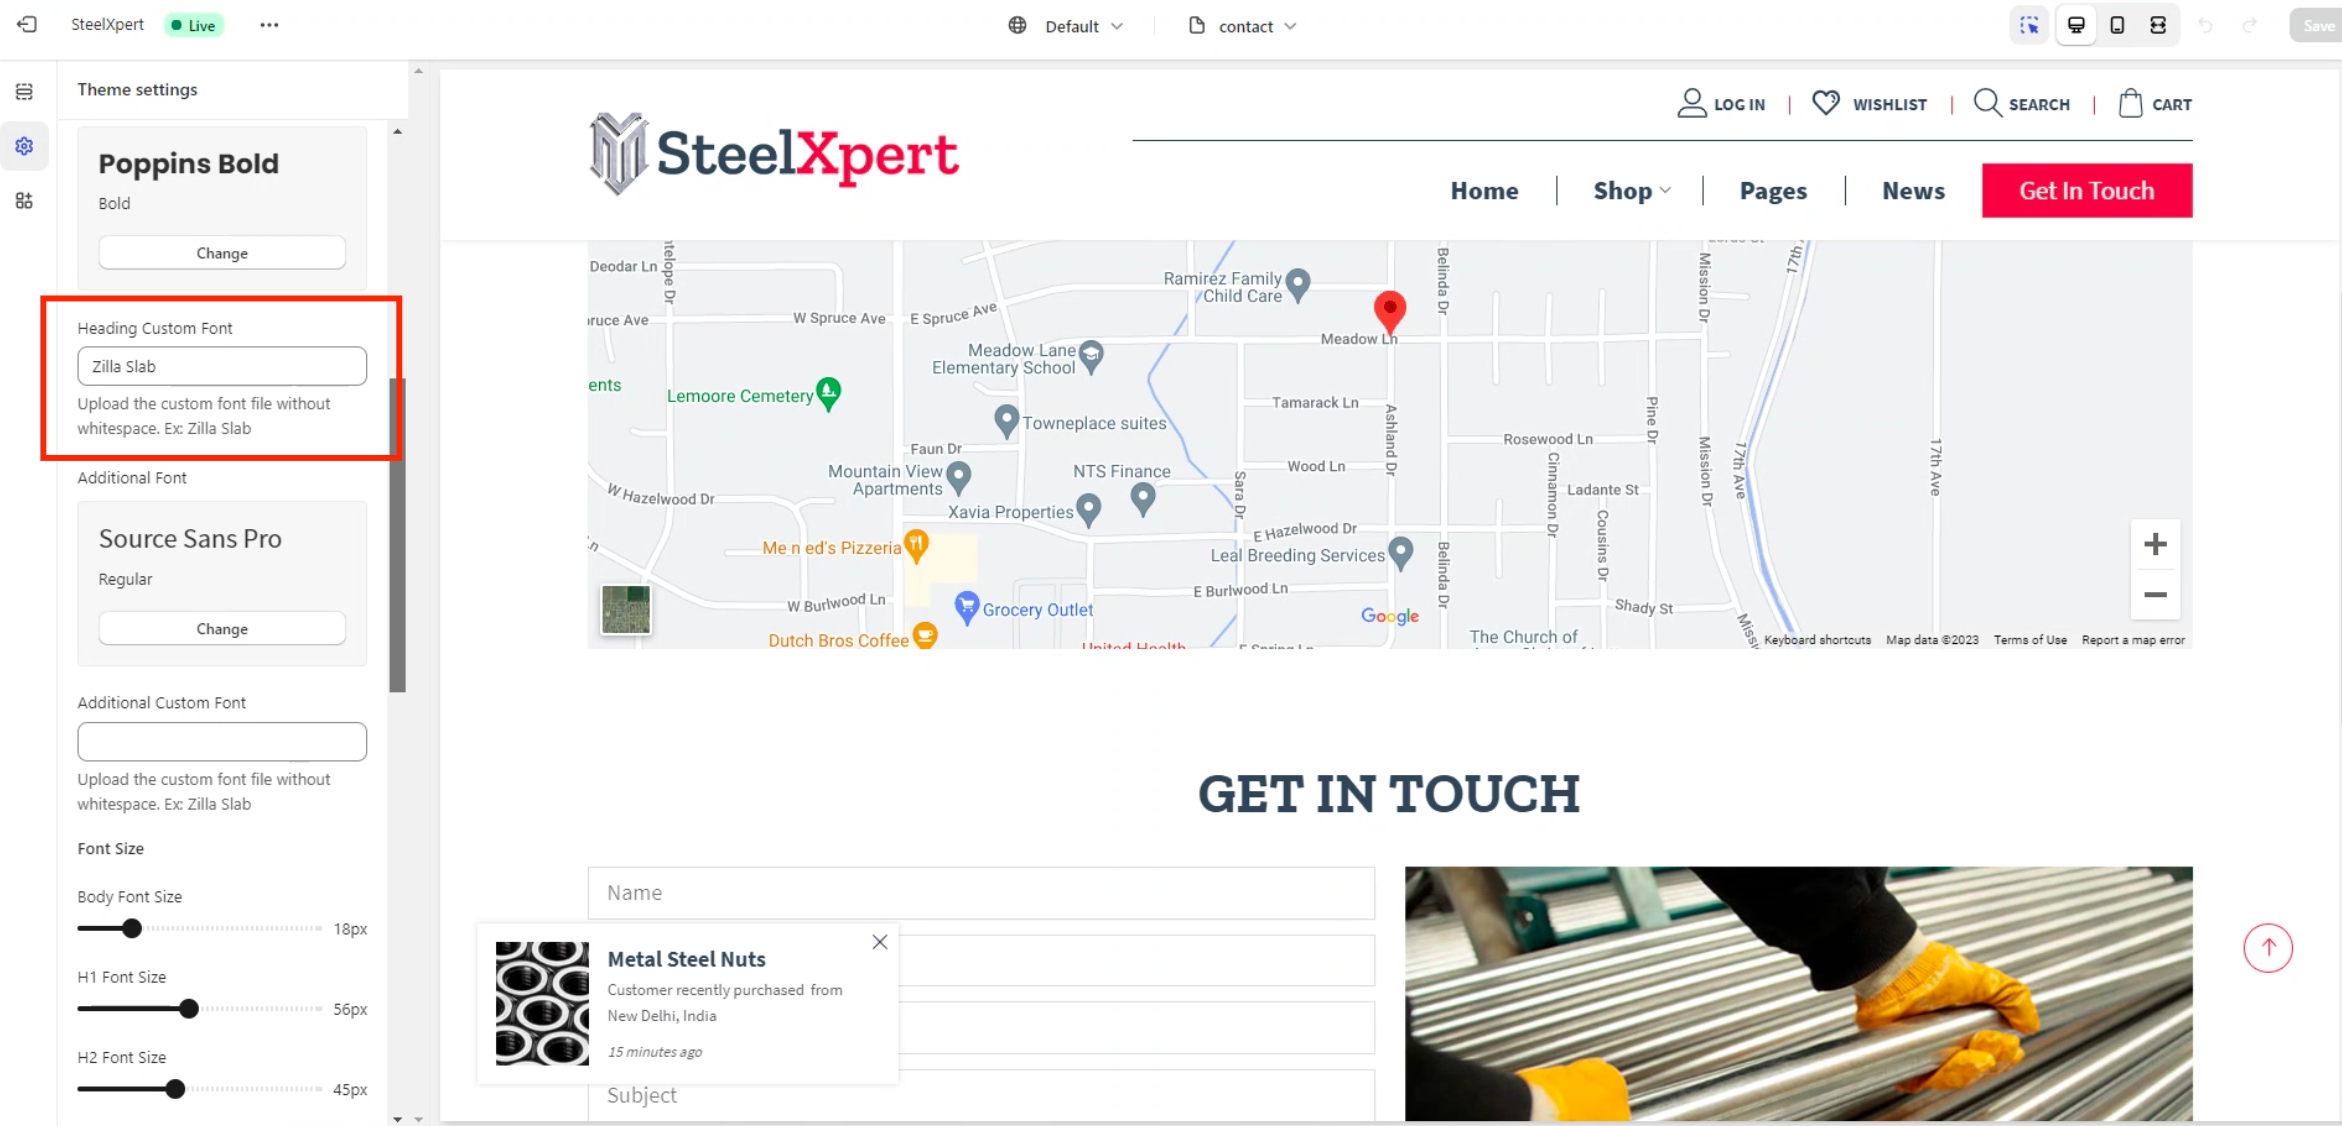 SteelXpert
Live
Default
contact
Save
Theme settings
Poppins Bold
Bold
Change
Heading Custom Font
Zilla Slab
Upload the custom font file without
whitespace. Ex: Zilla Slab
Additional Font
Source Sans Pro
Regular
Change
Additional Custom Font
Upload the custom font file without
whitespace. Ex: Zilla Slab
Font Size
Body Font Size
18px
H1 Font Size
56px
H2 Font Size
45px
SteelXpert
LOG IN
WISHLIST
SEARCH
CART
Home
Shop
Pages
News
Get In Touch
Deodar Ln
W Spruce Ave
E Spruce Ave
Ramirez Family
Child Care
Belinda Dr
Mission Dr
17th
Meadow Ln
Meadow Lane
Elementary School
Lemoore Cemetery
Towneplace suites
Tamarack Ln
Ashland Dr
Pine Dr
Rosewood Ln
Faun Dr
Mountain View
Apartments
NTS Finance
Wood Ln
Sara Dr
Cinnamon Dr
Ladante St
Mission Dr
17th Ave
17th Ave
W Hazelwood Dr
Xavia Properties
E Hazelwood Dr
Cousins Dr
Me n ed's Pizzeria
Leal Breeding Services
Belinda Dr
W Burlwood Ln
E Burlwood Ln
Grocery Outlet
Google
Shady St
Dutch Bros Coffee
United Health
The Church of
Keyboard shortcuts
Map data ©2023
Terms of Use
Report a map error
GET IN TOUCH
Name
Metal Steel Nuts
Customer recently purchased from
New Delhi, India
15 minutes ago
Subject